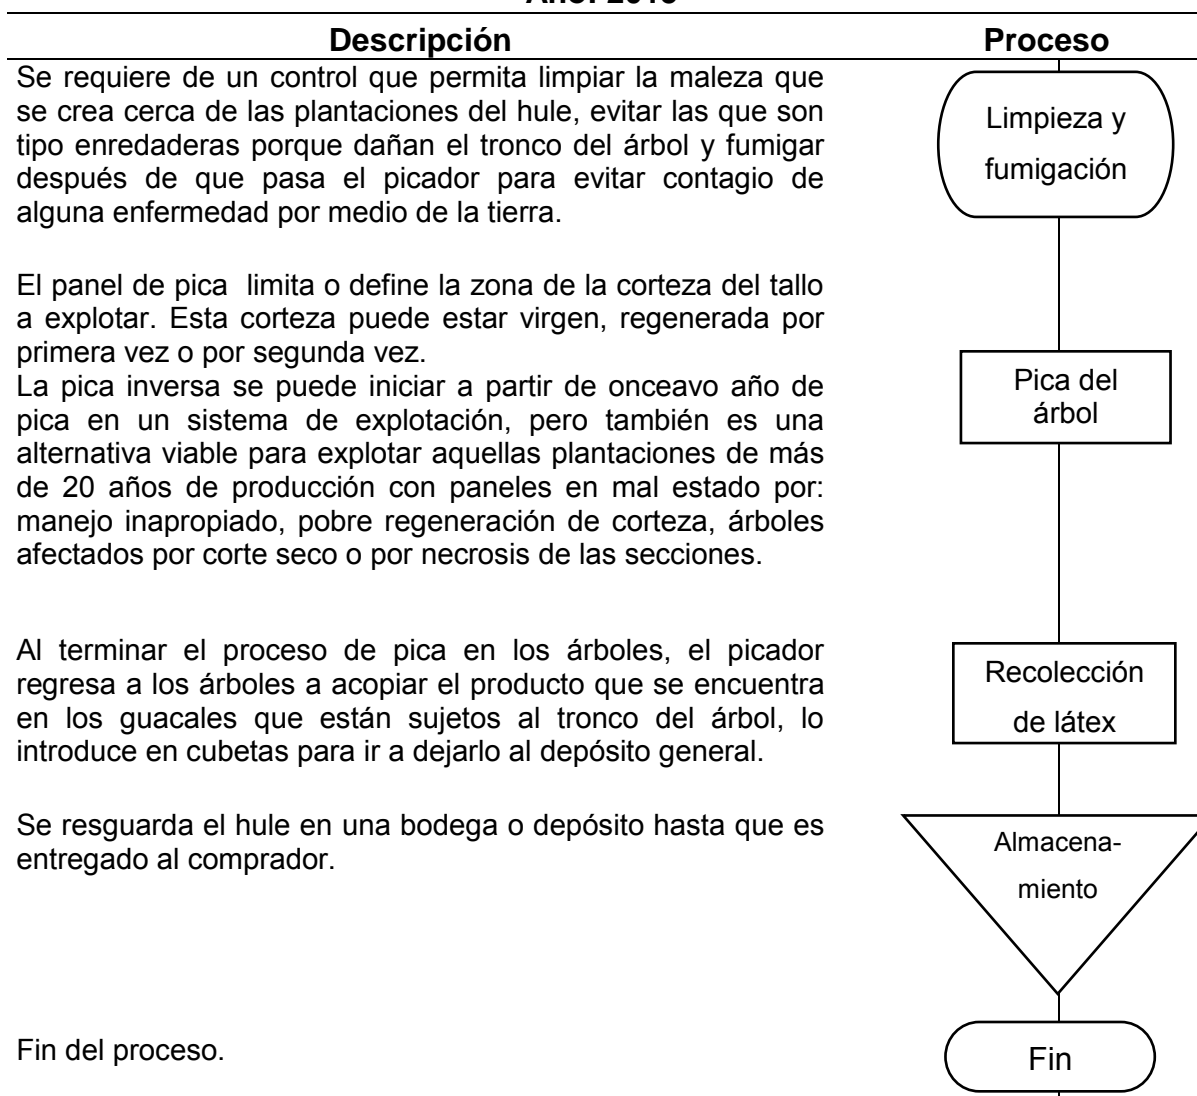 Descripción Proceso
Se requiere de un control que permita limpiar la maleza que
se crea cerca de las plantaciones del hule, evitar las que son
tipo enredaderas porque dañan el tronco del árbol y fumigar
después de que pasa el picador para evitar contagio de
alguna enfermedad por medio de la tierra.
Limpieza y
fumigación
El panel de pica limita o define la zona de la corteza del tallo
a explotar. Esta corteza puede estar virgen, regenerada por
primera vez o por segunda vez.
La pica inversa se puede iniciar a partir de onceavo año de
pica en un sistema de explotación, pero también es una
alternativa viable para explotar aquellas plantaciones de más
de 20 años de producción con paneles en mal estado por:
manejo inapropiado, pobre regeneración de corteza, árboles
afectados por corte seco o por necrosis de las secciones.
Pica del
árbol
Al terminar el proceso de pica en los árboles, el picador
regresa a los árboles a acopiar el producto que se encuentra
en los guacales que están sujetos al tronco del árbol, lo
introduce en cubetas para ir a dejarlo al depósito general.
Recolección
de látex
Se resguarda el hule en una bodega o depósito hasta que es
entregado al comprador.
Almacena-
miento
Fin del proceso.
Fin